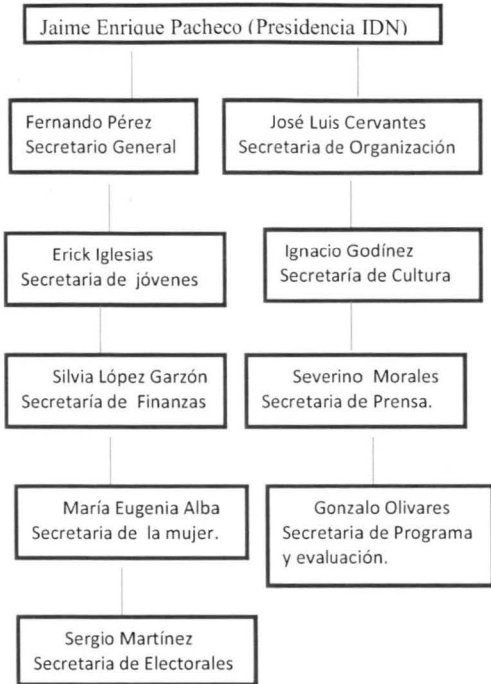 Jaime Enrique Pacheco (Presidencia IDN)
Fernando Pérez
Secretario General
José Luis Cervantes
Secretaria de Organización
Erick Iglesias
Secretaria de jóvenes
Ignacio Godínez
Secretaría de Cultura
Silvia López Garzón
Secretaría de Finanzas
Severino Morales
Secretaria de Prensa.
María Eugenia Alba
Secretaria de la mujer.
Gonzalo Olivares
Secretaria de Programa
y evaluación.
Sergio Martínez
Secretaria de Electorales